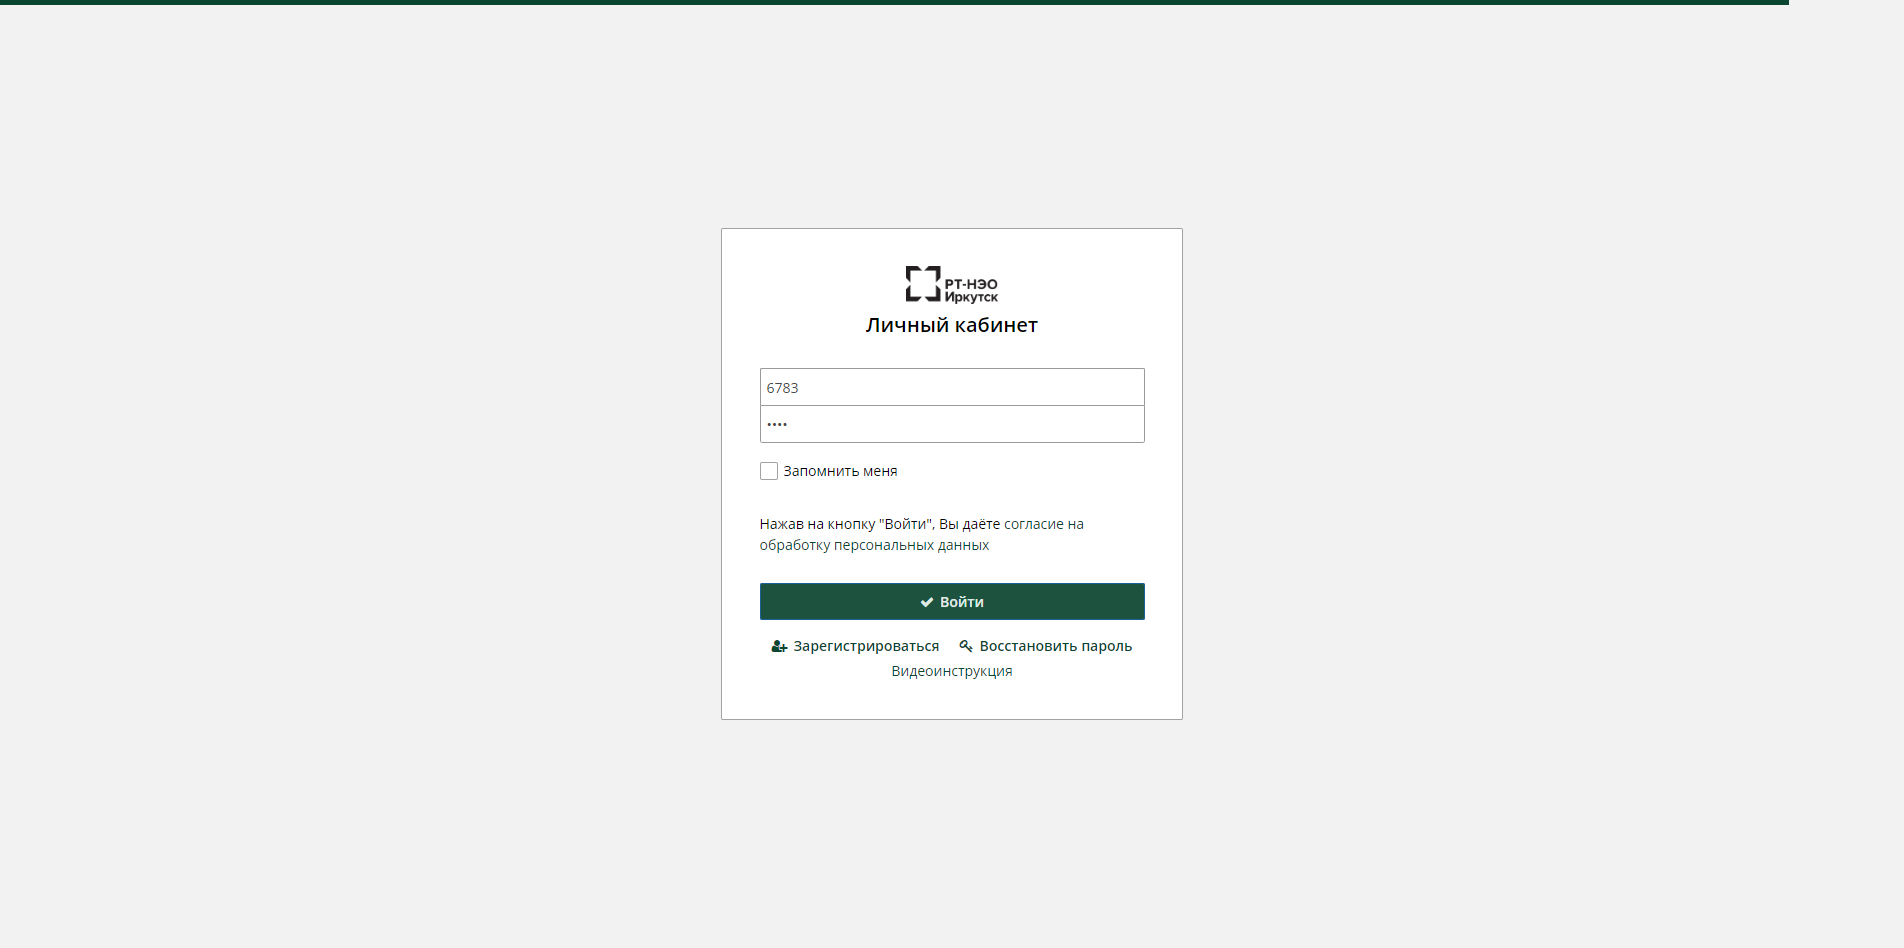 РТ-НЭО
Иркутск
Личный кабинет
6783
••••
Запомнить меня
Нажав на кнопку "Войти", Вы даёте согласие на
обработку персональных данных
Войти
Зарегистрироваться Восстановить пароль
Видеоинструкция